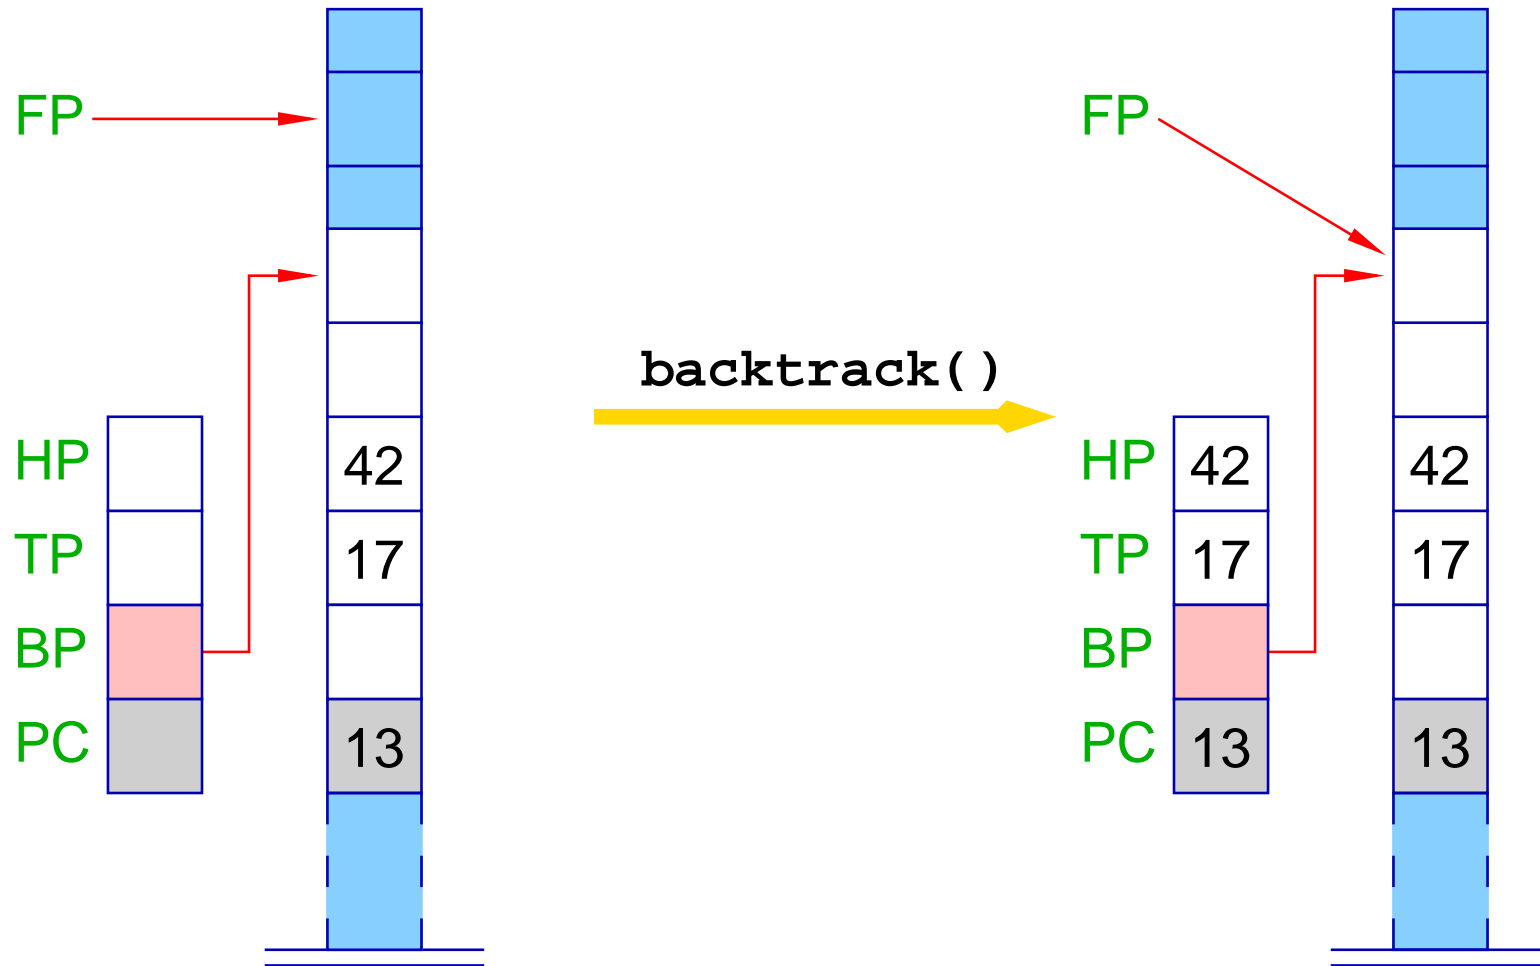 FP FP
backtrack()
HP 42 HP 42 42
TP 17 TP 17 17
BP BP
PC 13 PC 13 13